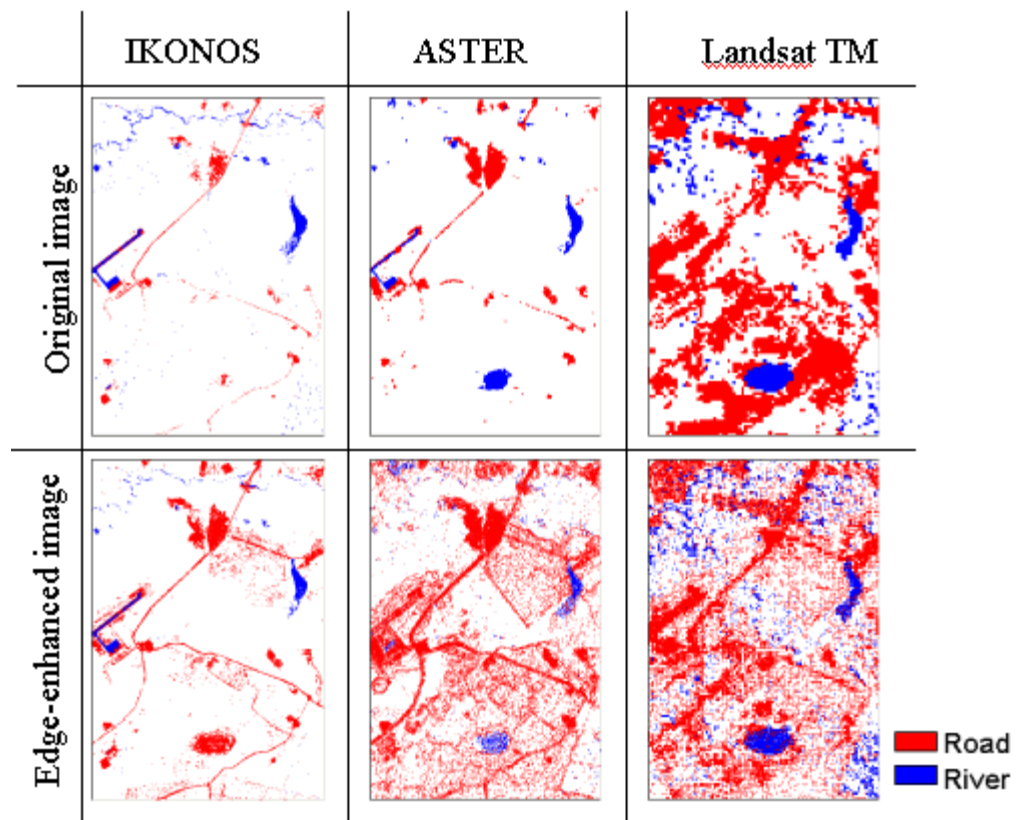 IKONOS
ASTER
Landsat TM
Original image
Edge-enhanced image
Road
River